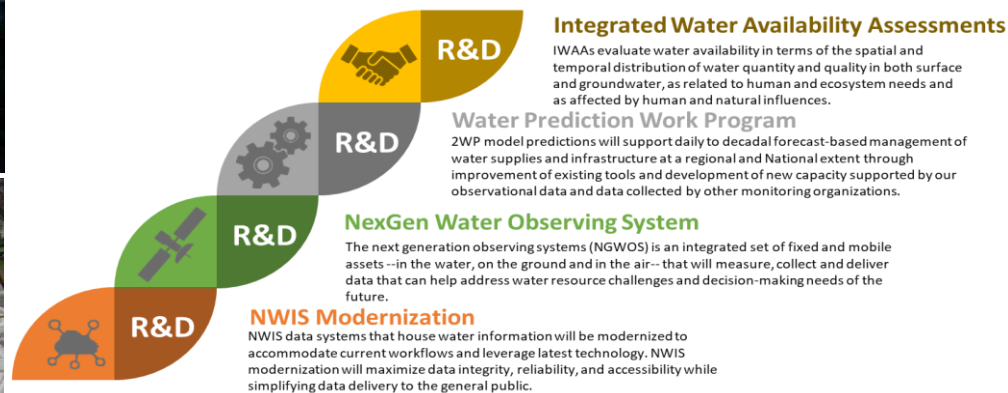 R&D
Integrated Water Availability Assessments
IWAAs evaluate water availability in terms of the spatial and
temporal distribution of water quantity and quality in both surface
and groundwater, as related to human and ecosystem needs and
as affected by human and natural influences.
R&D
Water Prediction Work Program
2WP model predictions will support daily to decadal forecast-based management of
water supplies and infrastructure at a regional and National extent through
improvement of existing tools and development of new capacity supported by our
observational data and data collected by other monitoring organizations.
R&D
NexGen Water Observing System
The next generation observing systems (NGWOS) is an integrated set of fixed and mobile
assets --in the water, on the ground and in the air-- that will measure, collect and deliver
data that can help address water resource challenges and decision-making needs of the
future.
R&D
NWIS Modernization
NWIS data systems that house water information will be modernized to
accommodate current workflows and leverage latest technology. NWIS
modernization will maximize data integrity, reliability, and accessibility while
simplifying data delivery to the general public.